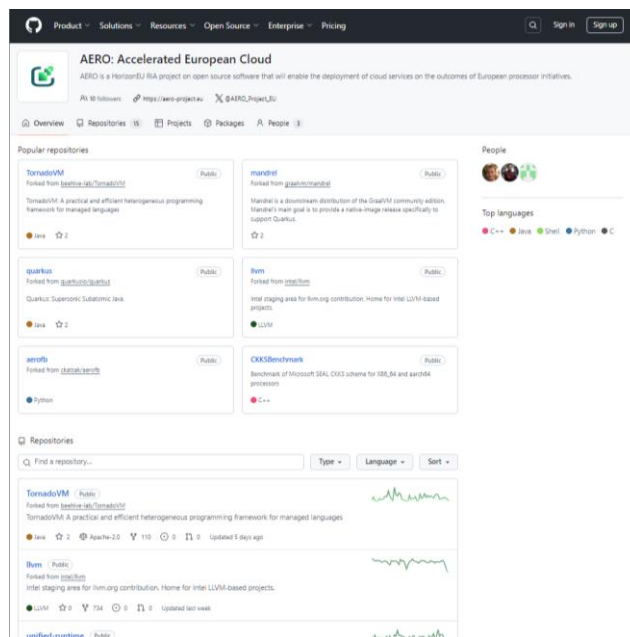 Product Solutions Resources Open Source Enterprise Pricing Sign in Sign up
AERO: Accelerated European Cloud
AERO is a HorizonEU RIA project on open source software that will enable the deployment of cloud services on the outcomes of European processor initiatives.
10 followers https://aero-project.eu @AERO_Project_EU
Overview Repositories 15 Projects Packages People 3
Popular repositories
TornadoVM Public
Forked from beehive-lab/TornadoVM
TornadoVM: A practical and efficient heterogeneous programming
framework for managed languages
Java 2
mandrel Public
Forked from graalvm/mandrel
Mandrel is a downstream distribution of the GraalVM community edition.
Mandrel's main goal is to provide a native-image release specifically to
support Quarkus.
2
quarkus Public
Forked from quarkusio/quarkus
Quarkus: Supersonic Subatomic Java.
Java 2
llvm Public
Forked from intel/llvm
Intel staging area for llvm.org contribution. Home for Intel LLVM-based
projects.
LLVM
aerofb Public
Forked from ckatsak/aerofb
Python
CKKSBenchmark Public
Benchmark of Microsoft SEAL CKKS scheme for X86_64 and aarch64
processors
C++
People
Top languages
C++ Java Shell Python C
Repositories
Find a repository... Type Language Sort
TornadoVM Public
Forked from beehive-lab/TornadoVM
TornadoVM: A practical and efficient heterogeneous programming framework for managed languages
Java 2 Apache-2.0 110 0 0 Updated 5 days ago
llvm Public
Forked from intel/llvm
Intel staging area for llvm.org contribution. Home for Intel LLVM-based projects.
LLVM 0 734 0 0 Updated last week
unified-runtime Public